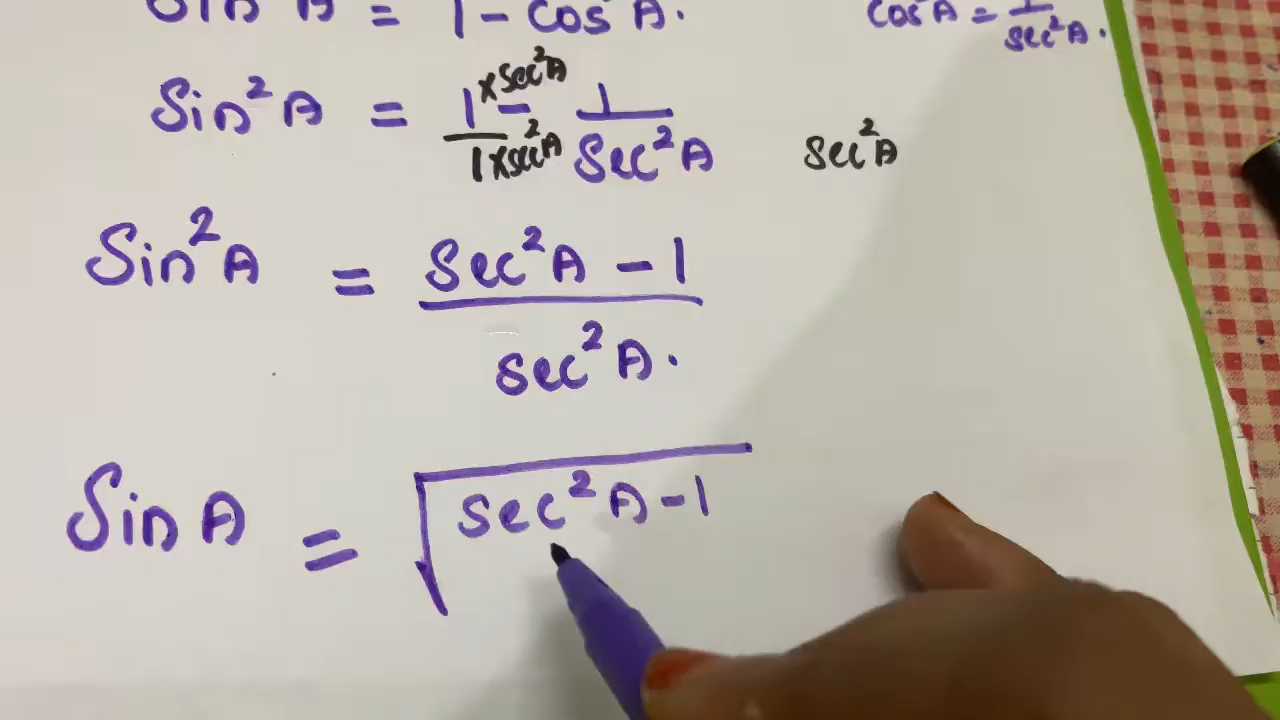 Sin²A = 1 - Cos²A.
Cos²A = 1/sec²A.
Sin²A = 1×sec²A/1×sec²A - 1/sec²A
sec²A
Sin²A = sec²A - 1/sec²A.
Sin A = √sec²A - 1